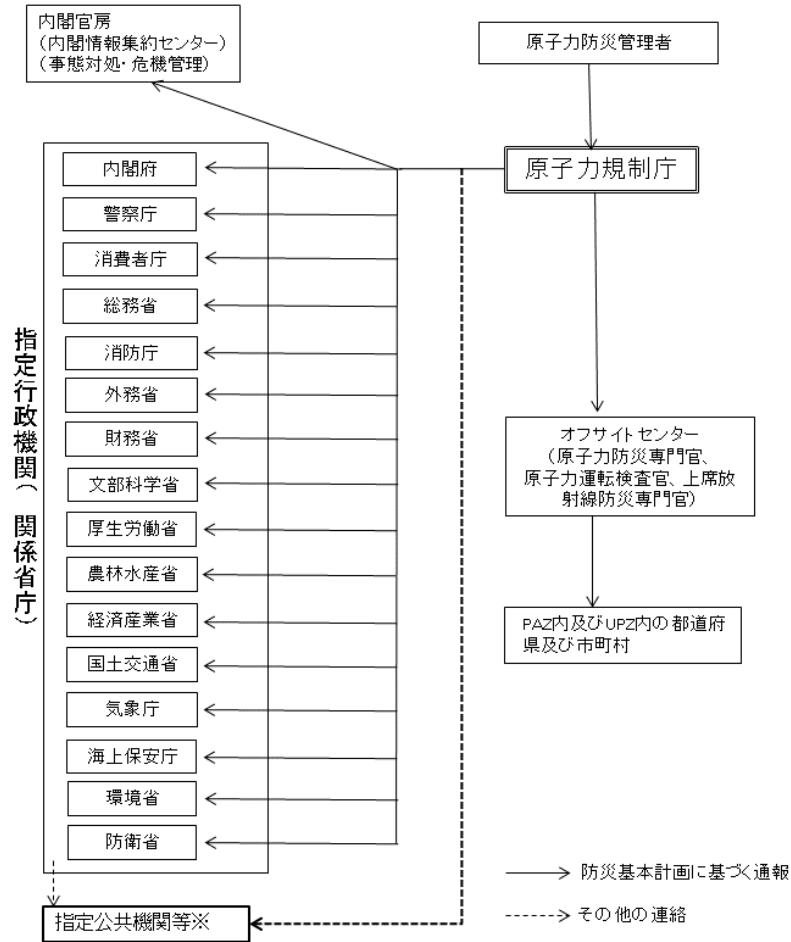 内閣官房
（内閣情報集約センター）
（事態対処・危機管理）
原子力防災管理者
原子力規制庁
指定行政機関（関係省庁）
内閣府
警察庁
消費者庁
総務省
消防庁
外務省
財務省
文部科学省
厚生労働省
農林水産省
経済産業省
国土交通省
気象庁
海上保安庁
環境省
防衛省
オフサイトセンター
（原子力防災専門官、
原子力運転検査官、上席放
射線防災専門官）
PAZ内及びUPZ内の都道府
県及び市町村
指定公共機関等※
防災基本計画に基づく通報
その他の連絡